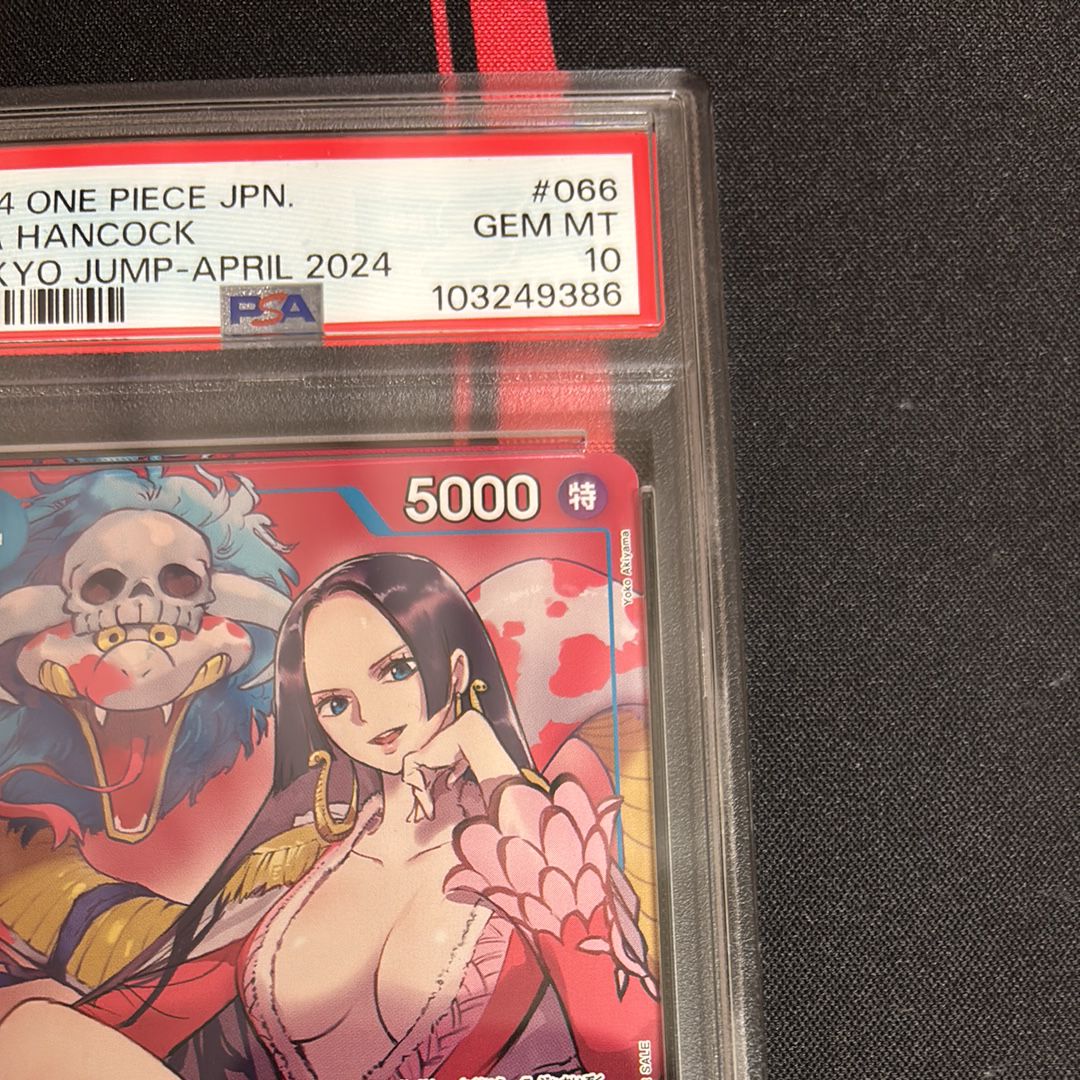 4 ONE PIECE JPN. #066
HANCOCK GEM MT
KYO JUMP-APRIL 2024 10
PSA 103249386
5000 特
Yoko Akiyama
SALE